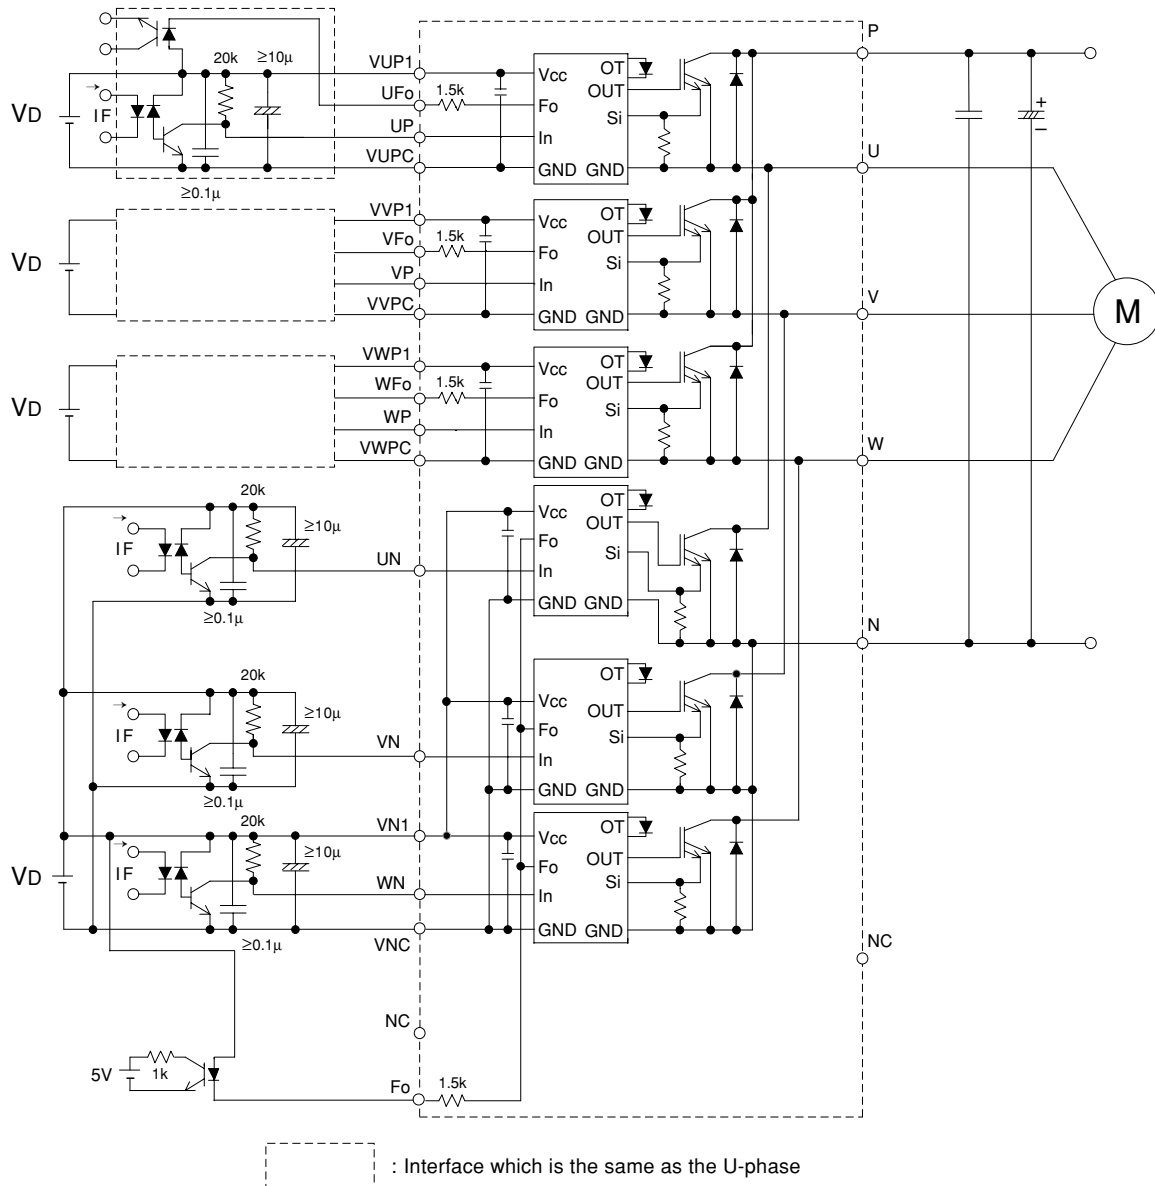 P
20k
≥10μ
VUP1
Vcc
OT
UFo
1.5k
Fo
OUT
VD
IF
UP
In
Si
+
–
VUPC
GND GND
U
≥0.1μ
VVP1
Vcc
OT
VFo
1.5k
Fo
OUT
VD
VP
In
Si
VVPC
GND GND
V
M
VWP1
Vcc
OT
WFo
1.5k
Fo
OUT
VD
WP
In
Si
VWPC
GND GND
W
20k
≥10μ
IF
UN
Vcc
OT
Fo
OUT
In
Si
GND GND
≥0.1μ
N
20k
≥10μ
IF
VN
Vcc
OT
Fo
OUT
In
Si
GND GND
≥0.1μ
20k
≥10μ
VN1
Vcc
OT
VD
IF
Fo
OUT
WN
In
Si
≥0.1μ
VNC
GND GND
NC
NC
5V
1k
Fo
1.5k
: Interface which is the same as the U-phase